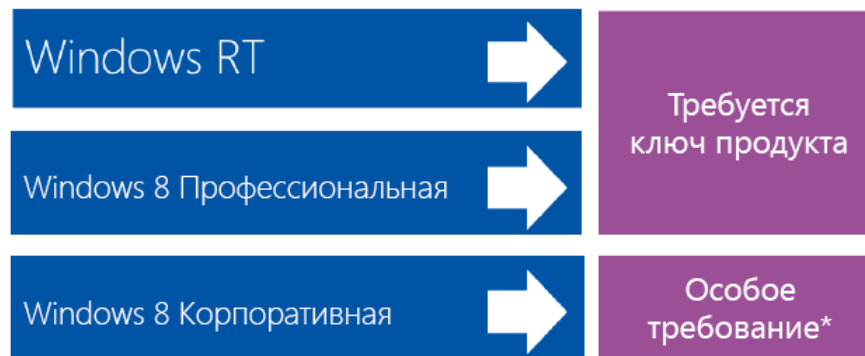 Windows RT
Требуется
ключ продукта
Windows 8 Профессиональная
Windows 8 Корпоративная
Особое
требование*